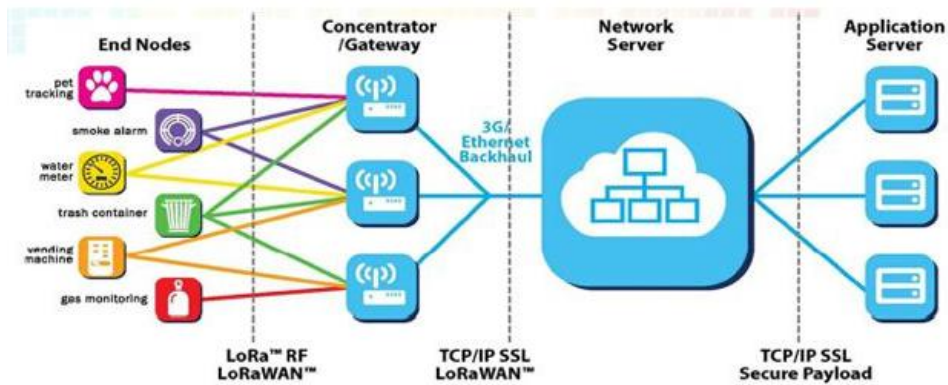 End Nodes
Concentrator
/Gateway
Network
Server
Application
Server
pet
tracking
smoke alarm
water
meter
trash container
vending
machine
gas monitoring
3G/
Ethernet
Backhaul
LoRa™ RF
LoRaWAN™
TCP/IP SSL
LoRaWAN™
TCP/IP SSL
Secure Payload